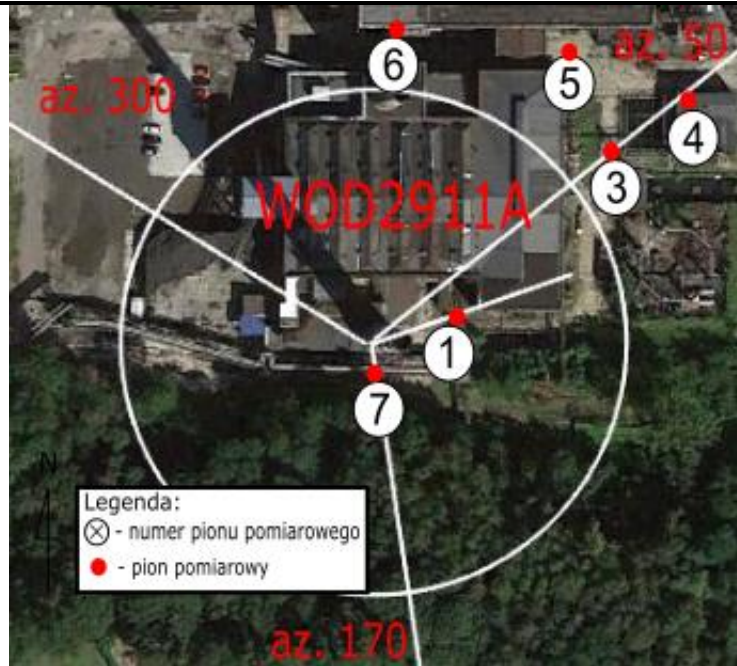 6
az. 50
5
az. 300
4
3
WOD2911A
1
7
N
Legenda:
- numer pionu pomiarowego
- pion pomiarowy
az. 170